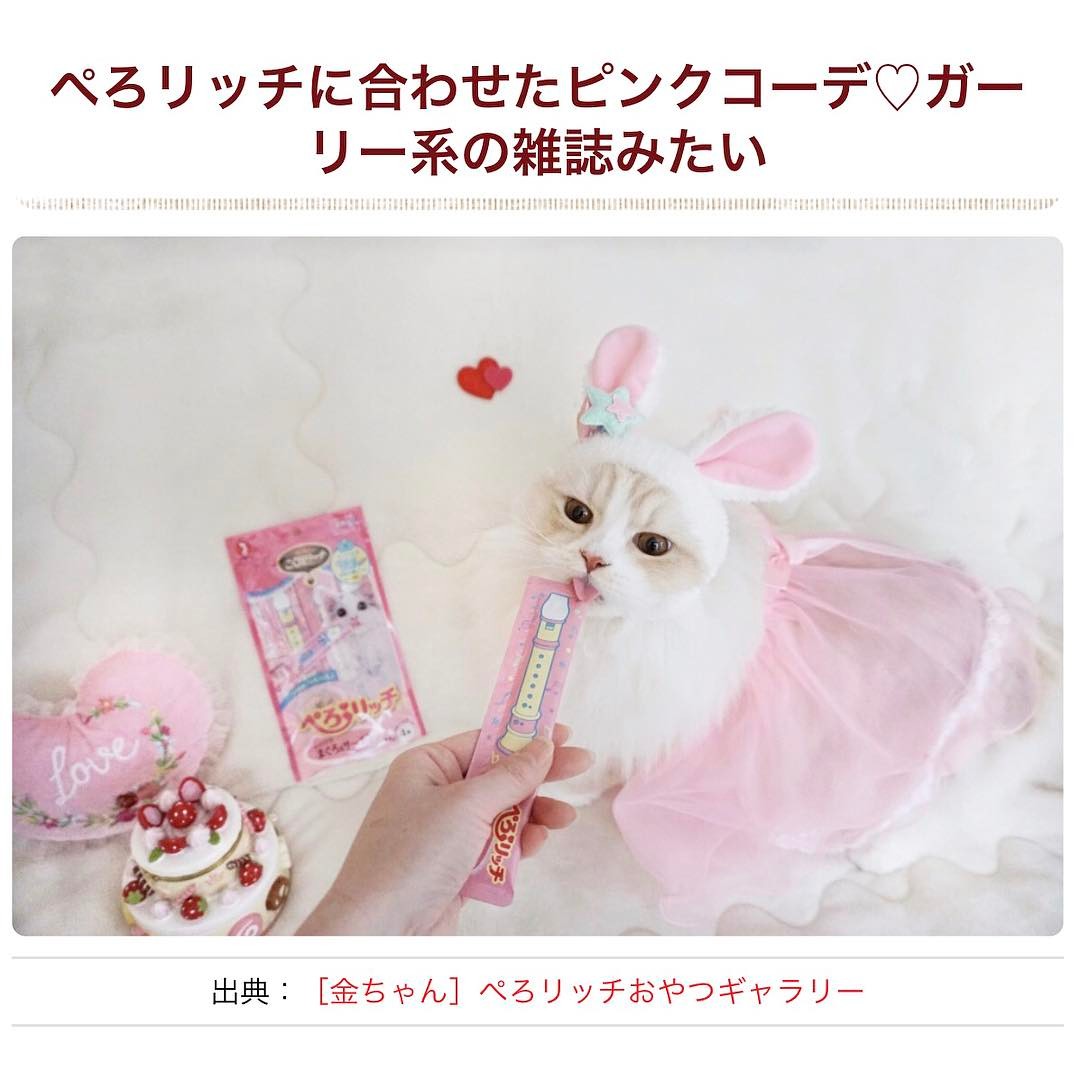 ぺろリッチに合わせたピンクコーデ♡ガー
リー系の雑誌みたい
ぺろリッチ
Love
ぺろリッチ
出典：［金ちゃん］ぺろリッチおやつギャラリー